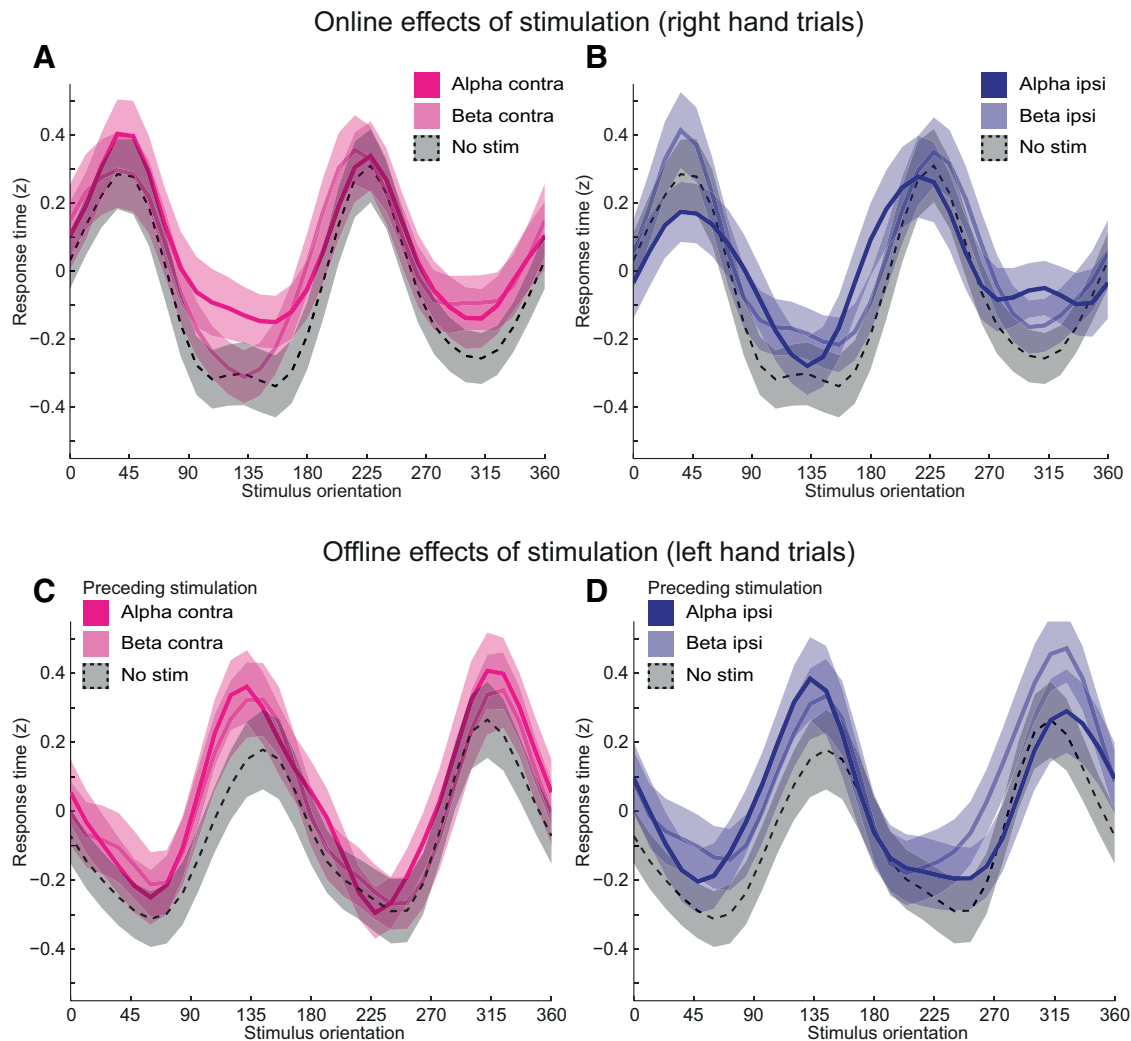 Online effects of stimulation (right hand trials)
A
Alpha contra
Beta contra
No stim
Response time (z)
0.4
0.2
0
−0.2
−0.4
0 45 90 135 180 225 270 315 360
Stimulus orientation
B
Alpha ipsi
Beta ipsi
No stim
Response time (z)
0.4
0.2
0
−0.2
−0.4
0 45 90 135 180 225 270 315 360
Stimulus orientation
Offline effects of stimulation (left hand trials)
C
Preceding stimulation
Alpha contra
Beta contra
No stim
Response time (z)
0.4
0.2
0
−0.2
−0.4
0 45 90 135 180 225 270 315 360
Stimulus orientation
D
Preceding stimulation
Alpha ipsi
Beta ipsi
No stim
Response time (z)
0.4
0.2
0
−0.2
−0.4
0 45 90 135 180 225 270 315 360
Stimulus orientation